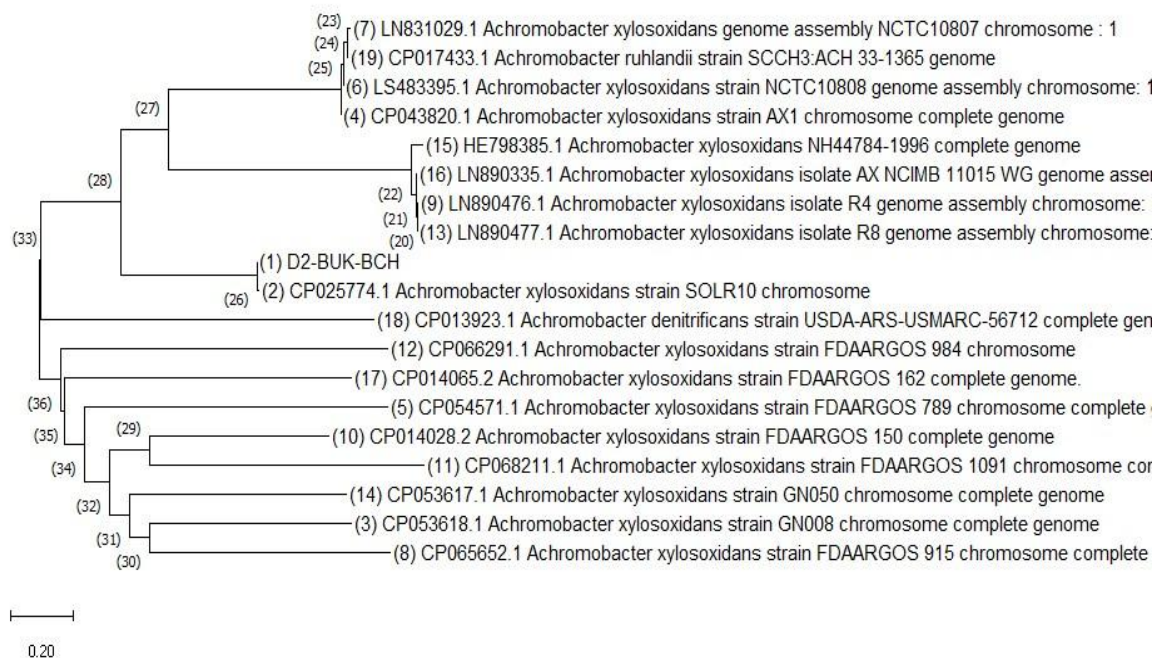 (23)
(7) LN831029.1 Achromobacter xylosoxidans genome assembly NCTC10807 chromosome : 1
(24)
(19) CP017433.1 Achromobacter ruhlandii strain SCCH3:ACH 33-1365 genome
(25)
(6) LS483395.1 Achromobacter xylosoxidans strain NCTC10808 genome assembly chromosome: 1
(27)
(4) CP043820.1 Achromobacter xylosoxidans strain AX1 chromosome complete genome
(15) HE798385.1 Achromobacter xylosoxidans NH44784-1996 complete genome
(28)
(16) LN890335.1 Achromobacter xylosoxidans isolate AX NCIMB 11015 WG genome assem
(22)
(9) LN890476.1 Achromobacter xylosoxidans isolate R4 genome assembly chromosome:
(21)
(33)
(13) LN890477.1 Achromobacter xylosoxidans isolate R8 genome assembly chromosome:
(20)
(1) D2-BUK-BCH
(26)
(2) CP025774.1 Achromobacter xylosoxidans strain SOLR10 chromosome
(18) CP013923.1 Achromobacter denitrificans strain USDA-ARS-USMARC-56712 complete gen
(12) CP066291.1 Achromobacter xylosoxidans strain FDAARGOS 984 chromosome
(17) CP014065.2 Achromobacter xylosoxidans strain FDAARGOS 162 complete genome.
(36)
(5) CP054571.1 Achromobacter xylosoxidans strain FDAARGOS 789 chromosome complete
(29)
(35)
(10) CP014028.2 Achromobacter xylosoxidans strain FDAARGOS 150 complete genome
(34)
(11) CP068211.1 Achromobacter xylosoxidans strain FDAARGOS 1091 chromosome com
(14) CP053617.1 Achromobacter xylosoxidans strain GN050 chromosome complete genome
(32)
(3) CP053618.1 Achromobacter xylosoxidans strain GN008 chromosome complete genome
(31)
(8) CP065652.1 Achromobacter xylosoxidans strain FDAARGOS 915 chromosome complete
(30)
0.20